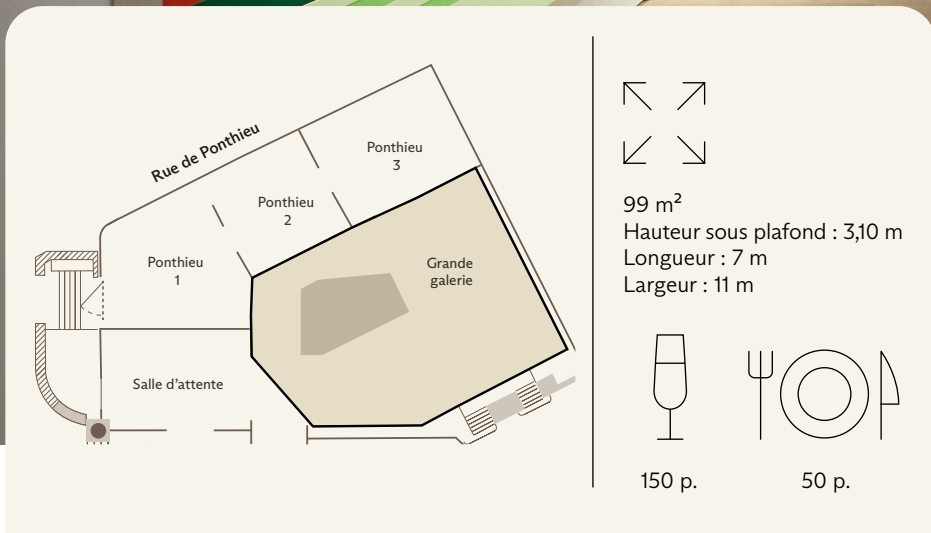 Rue de Ponthieu
Ponthieu
3
Ponthieu
2
Ponthieu
1
Grande
galerie
Salle d'attente
99 m²
Hauteur sous plafond : 3,10 m
Longueur : 7 m
Largeur : 11 m
150 p.
50 p.